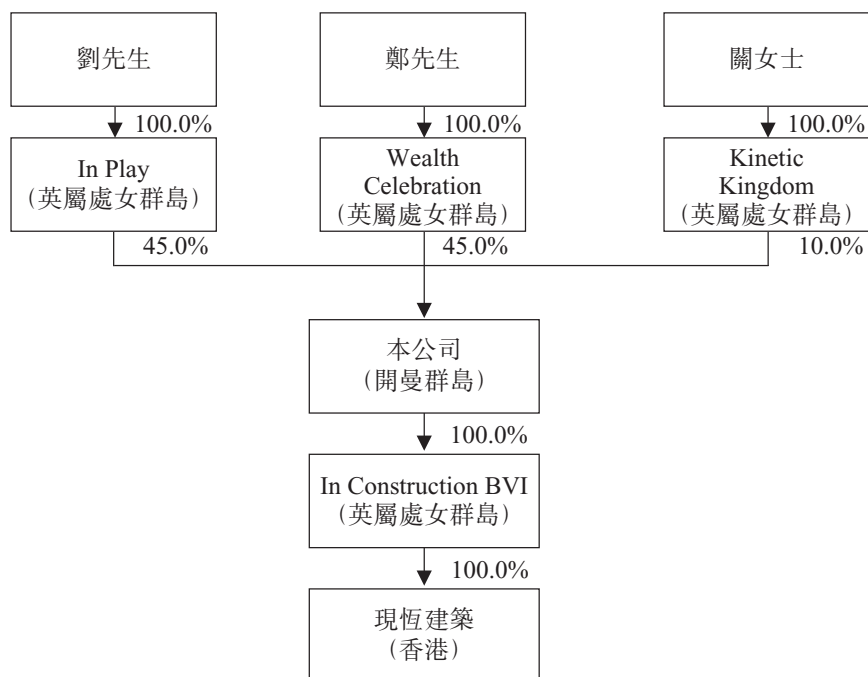 劉先生
鄭先生
關女士
100.0%
100.0%
100.0%
In Play
(英屬處女群島)
Wealth
Celebration
(英屬處女群島)
Kinetic
Kingdom
(英屬處女群島)
45.0%
45.0%
10.0%
本公司
(開曼群島)
100.0%
In Construction BVI
(英屬處女群島)
100.0%
現恆建築
(香港)